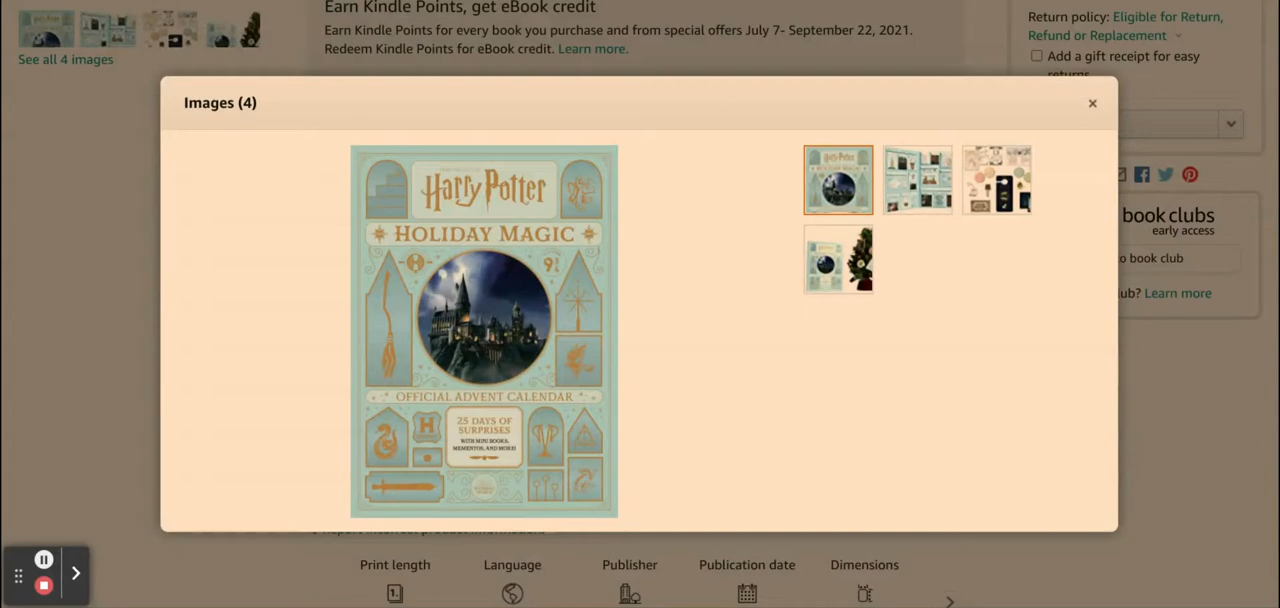 Earn Kindle Points, get eBook credit
Earn Kindle Points for every book you purchase and from special offers July 7- September 22, 2021.
Redeem Kindle Points for eBook credit. Learn more.
See all 4 images
Return policy: Eligible for Return,
Refund or Replacement
Add a gift receipt for easy
returns
Images (4)
×
Harry Potter
HOLIDAY MAGIC
H
9¾
OFFICIAL ADVENT CALENDAR
H
25 DAYS OF
SURPRISES
WITH MINI BOOKS,
MEMENTOS, AND MORE!
book clubs
early access
o book club
ub? Learn more
Print length
Language
Publisher
Publication date
Dimensions